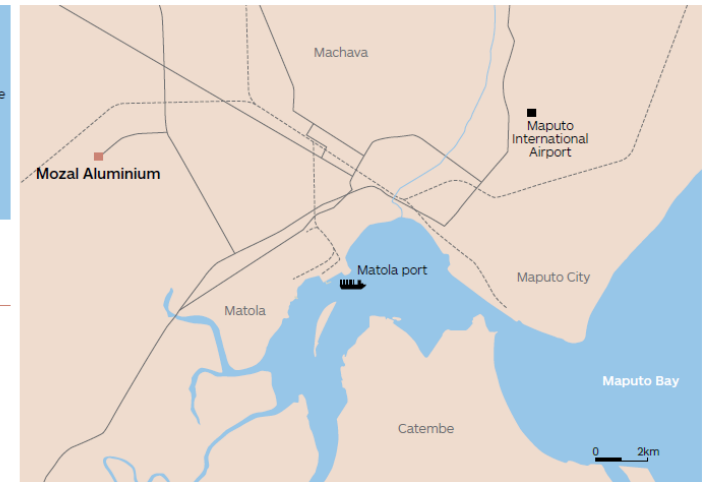 Machava
e
Maputo
International
Airport
Mozal Aluminium
Matola port
Maputo City
Matola
Maputo Bay
Catembe
0 2km